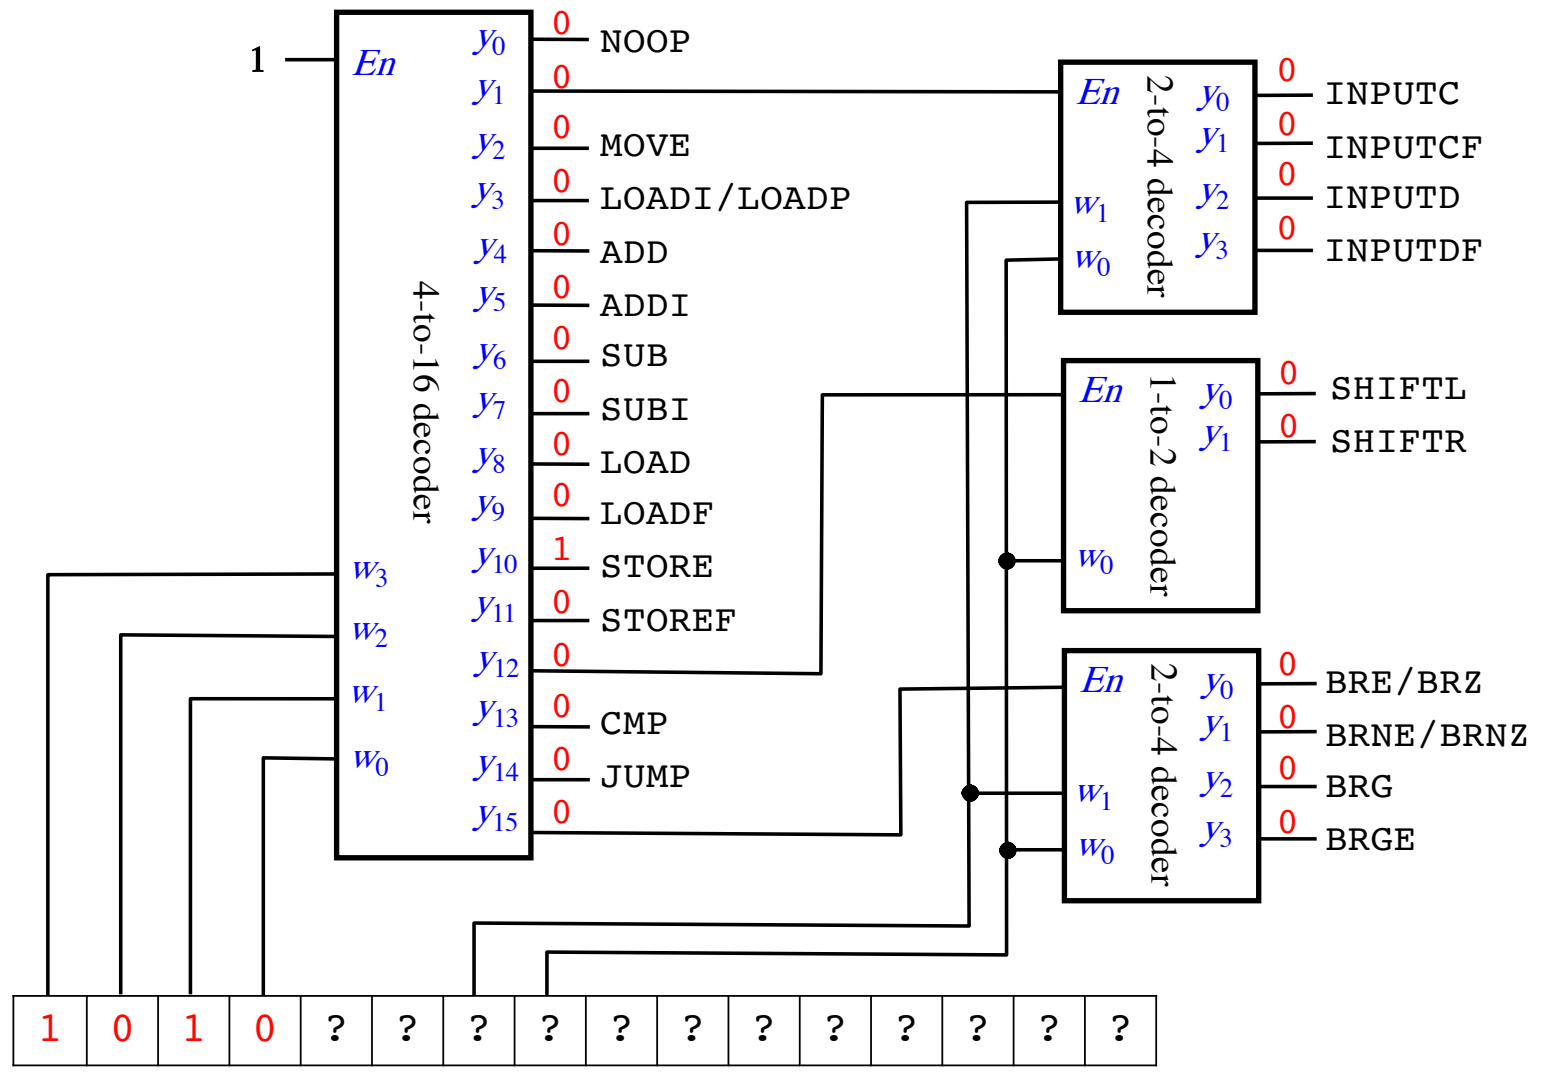 1
En
4-to-16 decoder
w3
w2
w1
w0
y0 0 NOOP
y1 0
y2 0 MOVE
y3 0 LOADI/LOADP
y4 0 ADD
y5 0 ADDI
y6 0 SUB
y7 0 SUBI
y8 0 LOAD
y9 0 LOADF
y10 1 STORE
y11 0 STOREF
y12 0
y13 0 CMP
y14 0 JUMP
y15 0
En
w1
w0
2-to-4 decoder
y0 0 INPUTC
y1 0 INPUTCF
y2 0 INPUTD
y3 0 INPUTDF
En
w0
1-to-2 decoder
y0 0 SHIFTL
y1 0 SHIFTR
En
w1
w0
2-to-4 decoder
y0 0 BRE/BRZ
y1 0 BRNE/BRNZ
y2 0 BRG
y3 0 BRGE
1 0 1 0 ? ? ? ? ? ? ? ? ? ? ? ?